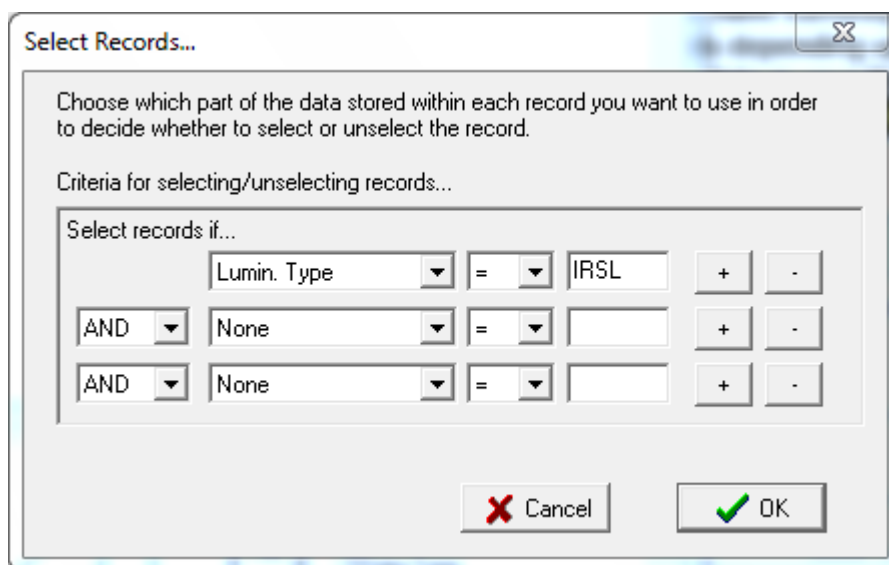 Select Records...
Choose which part of the data stored within each record you want to use in order
to decide whether to select or unselect the record.
Criteria for selecting/unselecting records...
Select records if...
Lumin. Type = IRSL + -
AND None = + -
AND None = + -
Cancel OK